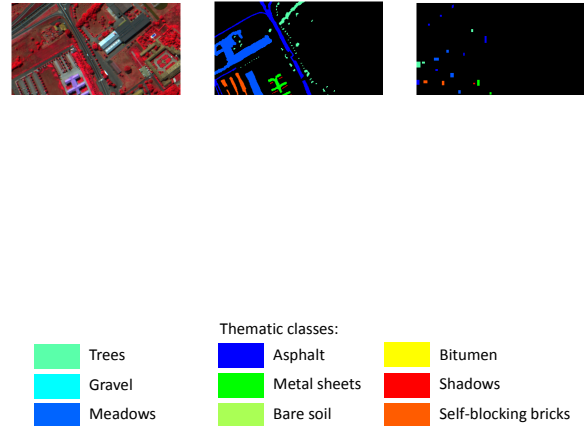 Thematic classes:
Trees
Asphalt
Bitumen
Gravel
Metal sheets
Shadows
Meadows
Bare soil
Self-blocking bricks